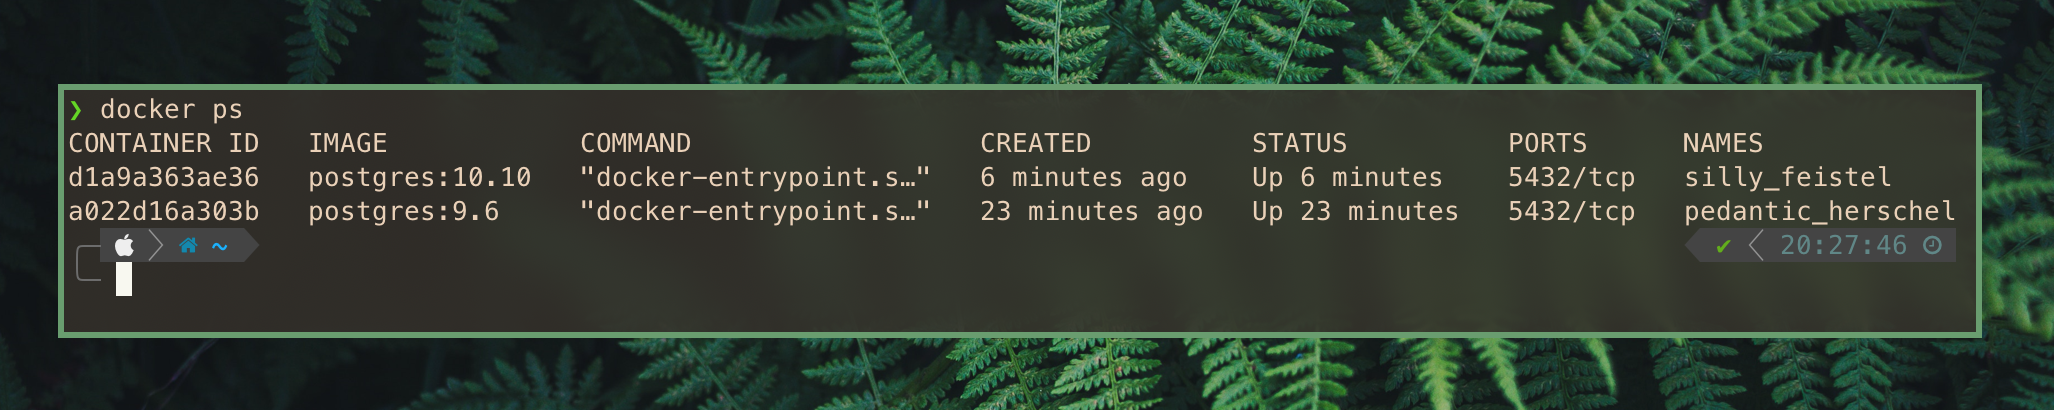 ❯ docker ps
CONTAINER ID   IMAGE            COMMAND                  CREATED          STATUS          PORTS      NAMES
d1a9a363ae36   postgres:10.10   "docker-entrypoint.s…"   6 minutes ago    Up 6 minutes    5432/tcp   silly_feistel
a022d16a303b   postgres:9.6     "docker-entrypoint.s…"   23 minutes ago   Up 23 minutes   5432/tcp   pedantic_herschel
~ ✔ 20:27:46